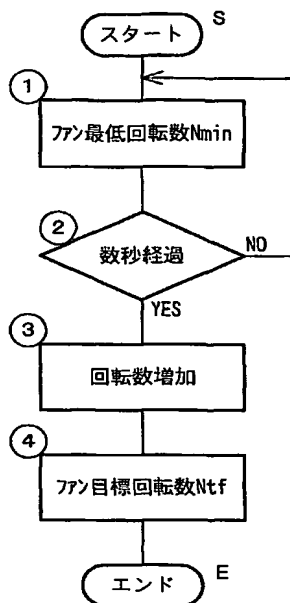 スタート
S
①
ファン最低回転数Nmin
②
数秒経過
NO
YES
③
回転数増加
④
ファン目標回転数Ntf
エンド
E